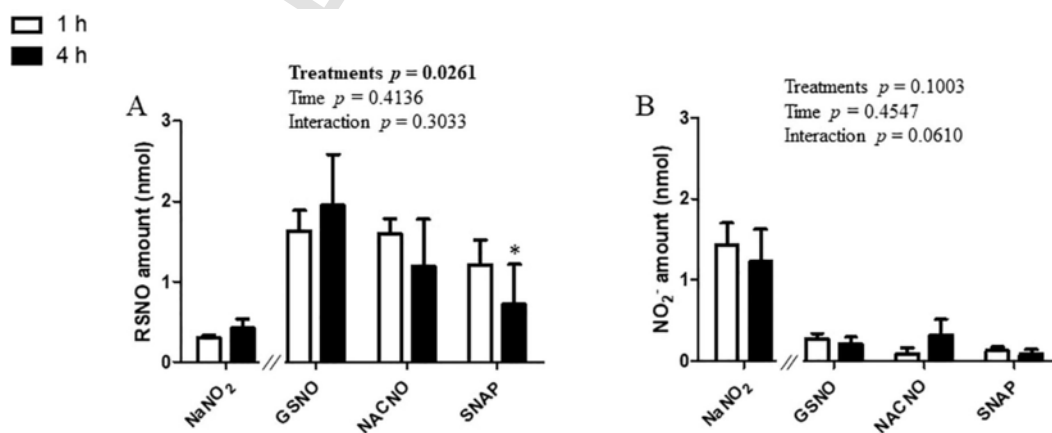 1 h
4 h
A
Treatments p = 0.0261
Time p = 0.4136
Interaction p = 0.3033
RSNO amount (nmol)
3
2
1
0
NaNO₂
//
GSNO
NACNO
SNAP
*
B
Treatments p = 0.1003
Time p = 0.4547
Interaction p = 0.0610
NO₂⁻ amount (nmol)
3
2
1
0
NaNO₂
//
GSNO
NACNO
SNAP